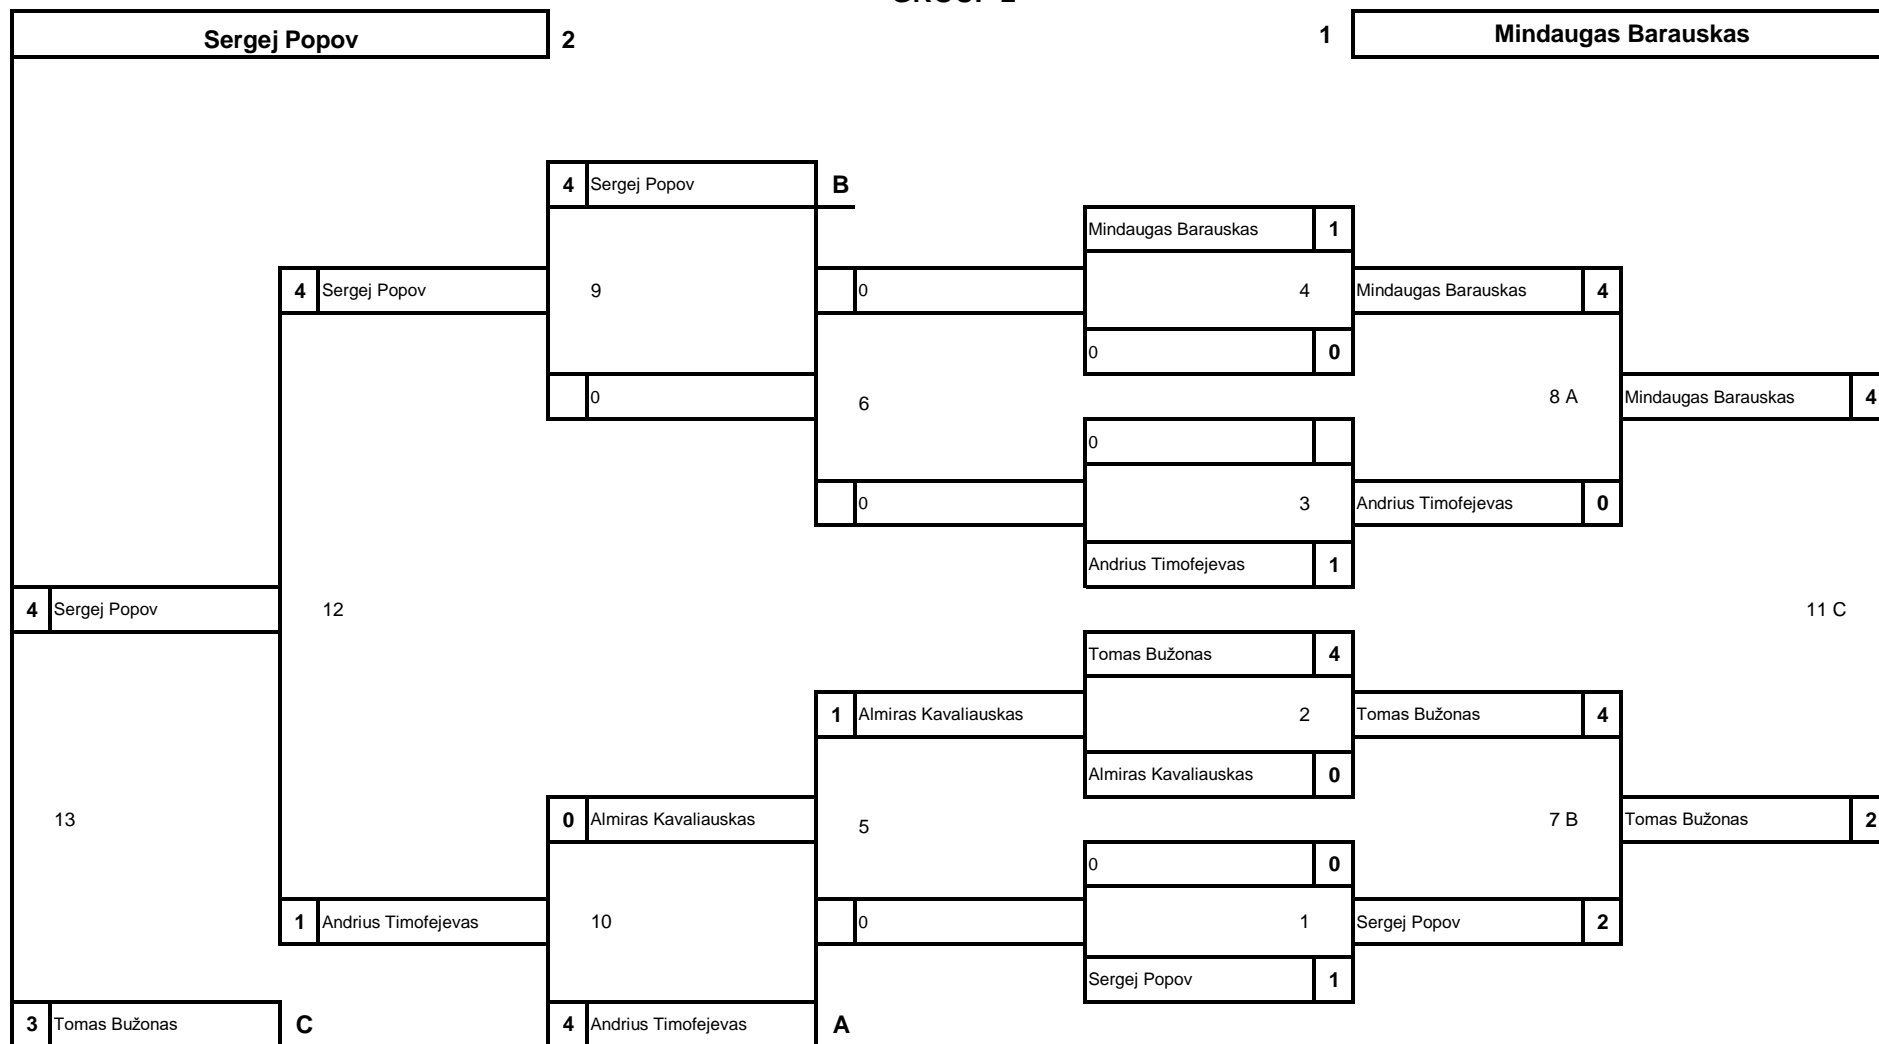 Sergej Popov 2 1 Mindaugas Barauskas
4 Sergej Popov B
Mindaugas Barauskas 1
4 Sergej Popov 9 0 4 Mindaugas Barauskas 4
0 0
0 6 8 A Mindaugas Barauskas 4
0
0 3 Andrius Timofejevas 0
Andrius Timofejevas 1
4 Sergej Popov 12 11 C
Tomas Bužonas 4
1 Almiras Kavaliauskas 2 Tomas Bužonas 4
Almiras Kavaliauskas 0
13 0 Almiras Kavaliauskas 5 7 B Tomas Bužonas 2
0 0
1 Andrius Timofejevas 10 0 1 Sergej Popov 2
Sergej Popov 1
3 Tomas Bužonas C 4 Andrius Timofejevas A